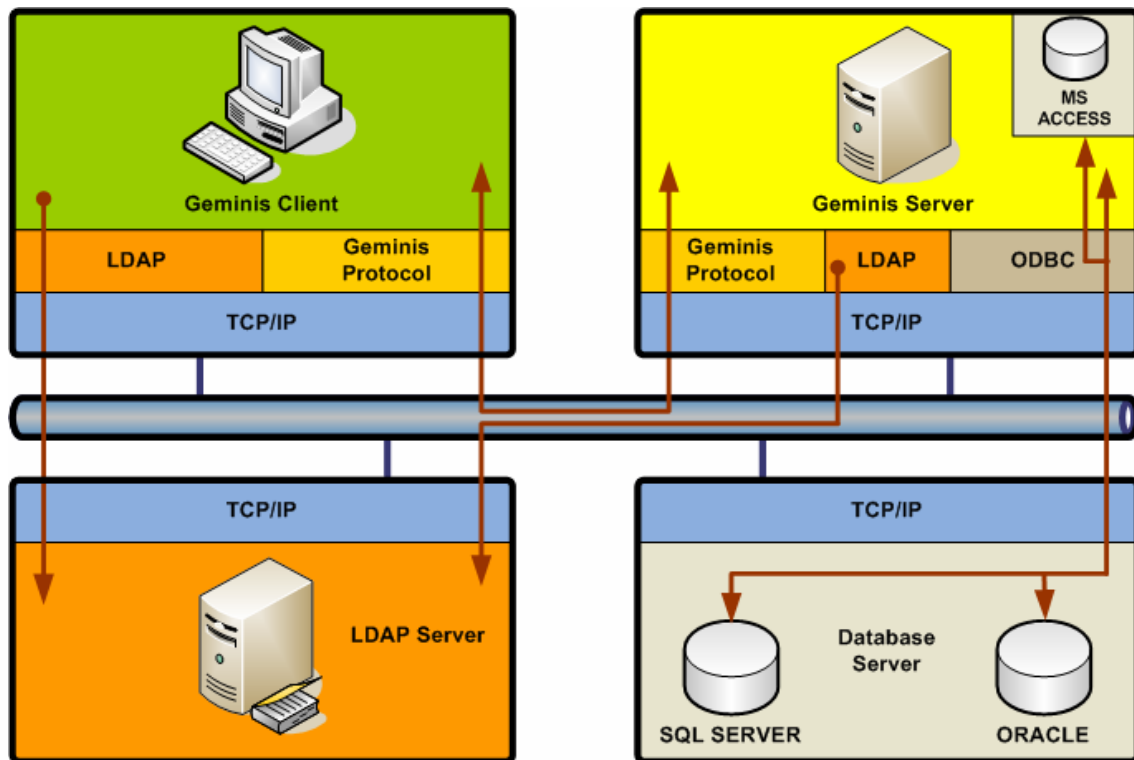 Geminis Client
LDAP
Geminis
Protocol
TCP/IP
MS
ACCESS
Geminis Server
Geminis
Protocol
LDAP
ODBC
TCP/IP
TCP/IP
LDAP Server
TCP/IP
Database
Server
SQL SERVER
ORACLE